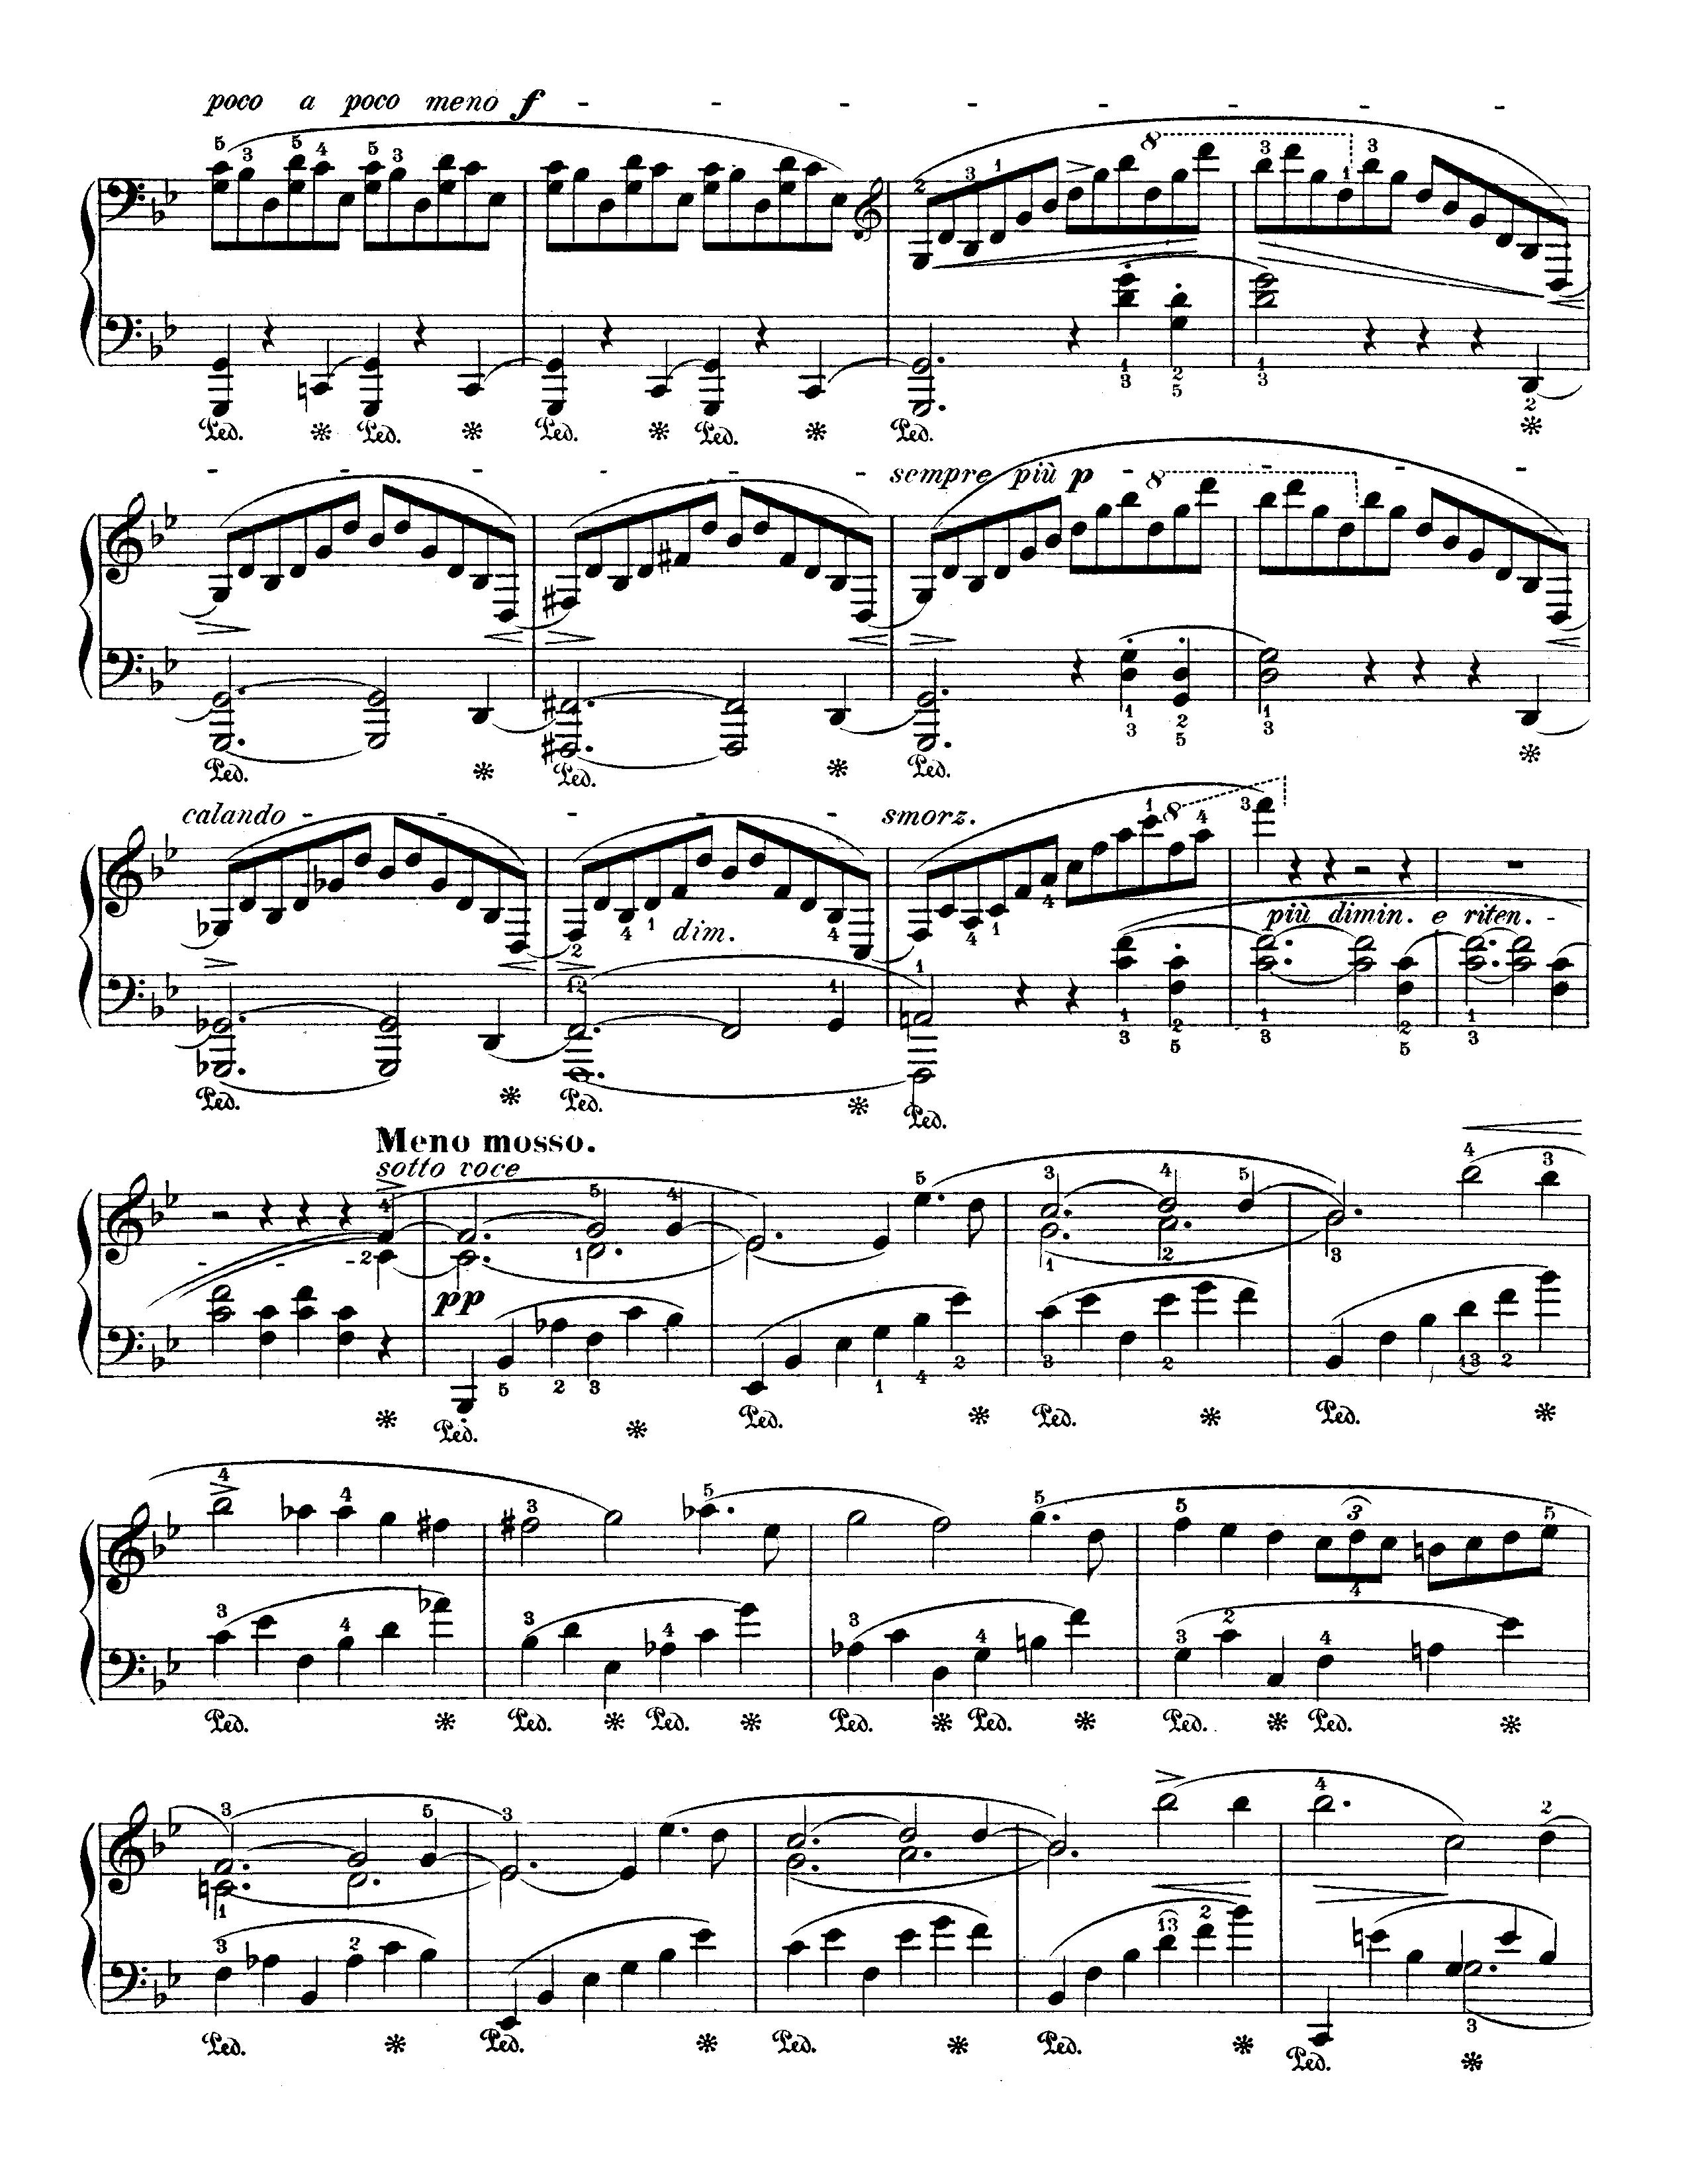 poco a poco meno f
Ped. Ped. Ped. Ped. Ped.
sempre più p
Ped. Ped. Ped.
calando
smorz.
dim.
più dimin. e riten.
Ped. Ped. Ped.
Meno mosso.
sotto voce
pp
Ped. Ped. Ped. Ped.
Ped. Ped. Ped. Ped. Ped. Ped. Ped.
Ped. Ped. Ped. Ped. Ped.